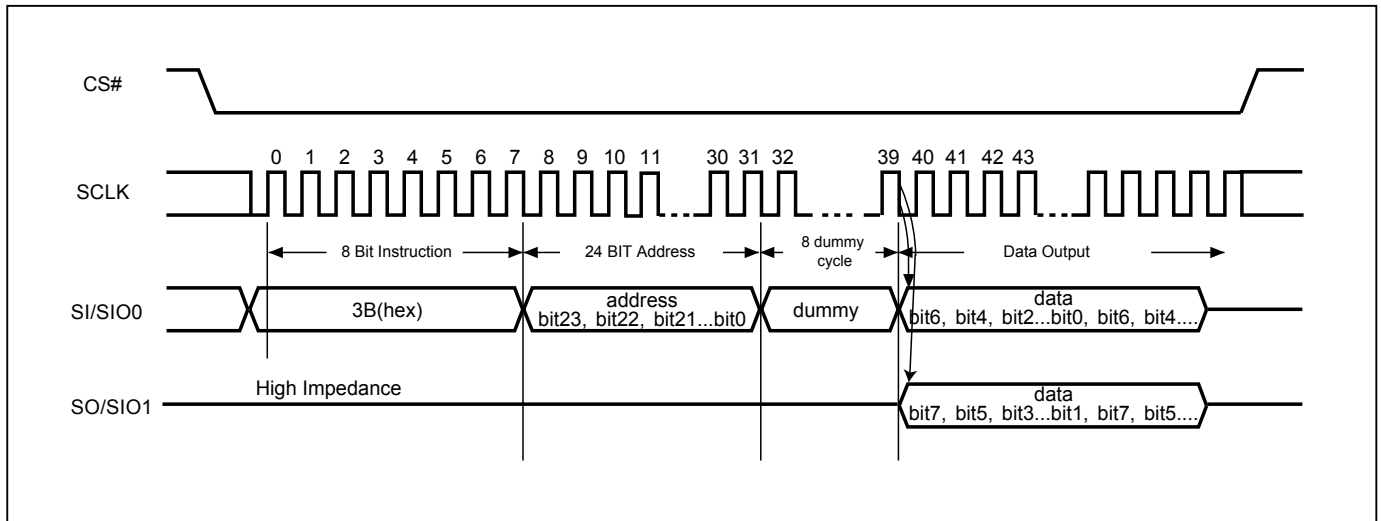 CS#
0 1 2 3 4 5 6 7 8 9 10 11 30 31 32 39 40 41 42 43
SCLK
8 Bit Instruction 24 BIT Address 8 dummy cycle Data Output
SI/SIO0
3B(hex)
address
bit23, bit22, bit21...bit0
dummy
data
bit6, bit4, bit2...bit0, bit6, bit4....
High Impedance
SO/SIO1
data
bit7, bit5, bit3...bit1, bit7, bit5....